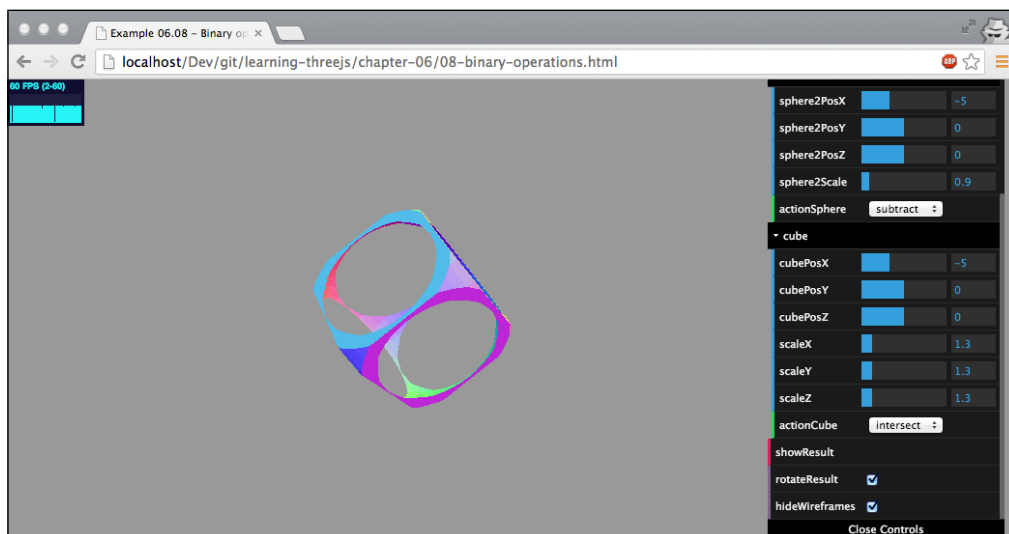 Example 06.08 – Binary op
localhost/Dev/git/learning-threejs/chapter-06/08-binary-operations.html
ABP
60 FPS (2-60)
sphere2PosX -5
sphere2PosY 0
sphere2PosZ 0
sphere2Scale 0.9
actionSphere subtract
cube
cubePosX -5
cubePosY 0
cubePosZ 0
scaleX 1.3
scaleY 1.3
scaleZ 1.3
actionCube intersect
showResult
rotateResult
hideWireframes
Close Controls